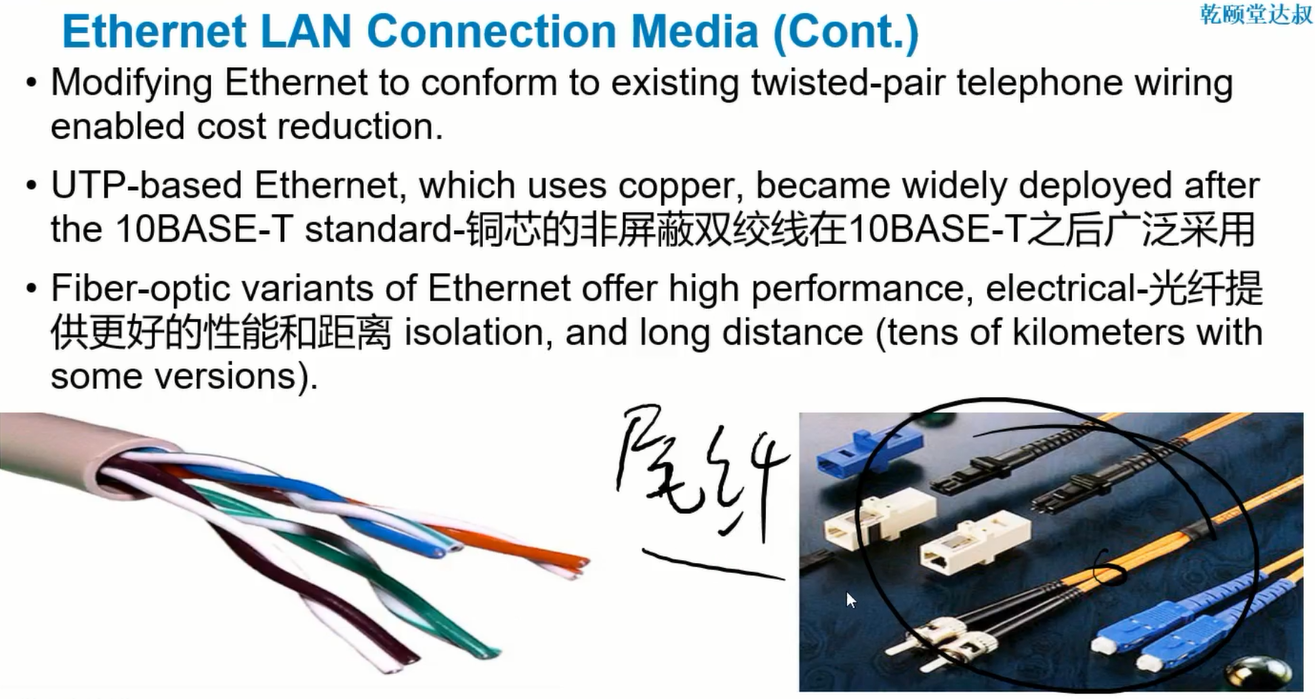 乾颐堂达叔
Ethernet LAN Connection Media (Cont.)
• Modifying Ethernet to conform to existing twisted-pair telephone wiring
enabled cost reduction.
• UTP-based Ethernet, which uses copper, became widely deployed after
the 10BASE-T standard-铜芯的非屏蔽双绞线在10BASE-T之后广泛采用
• Fiber-optic variants of Ethernet offer high performance, electrical-光纤提
供更好的性能和距离 isolation, and long distance (tens of kilometers with
some versions).
尾纤